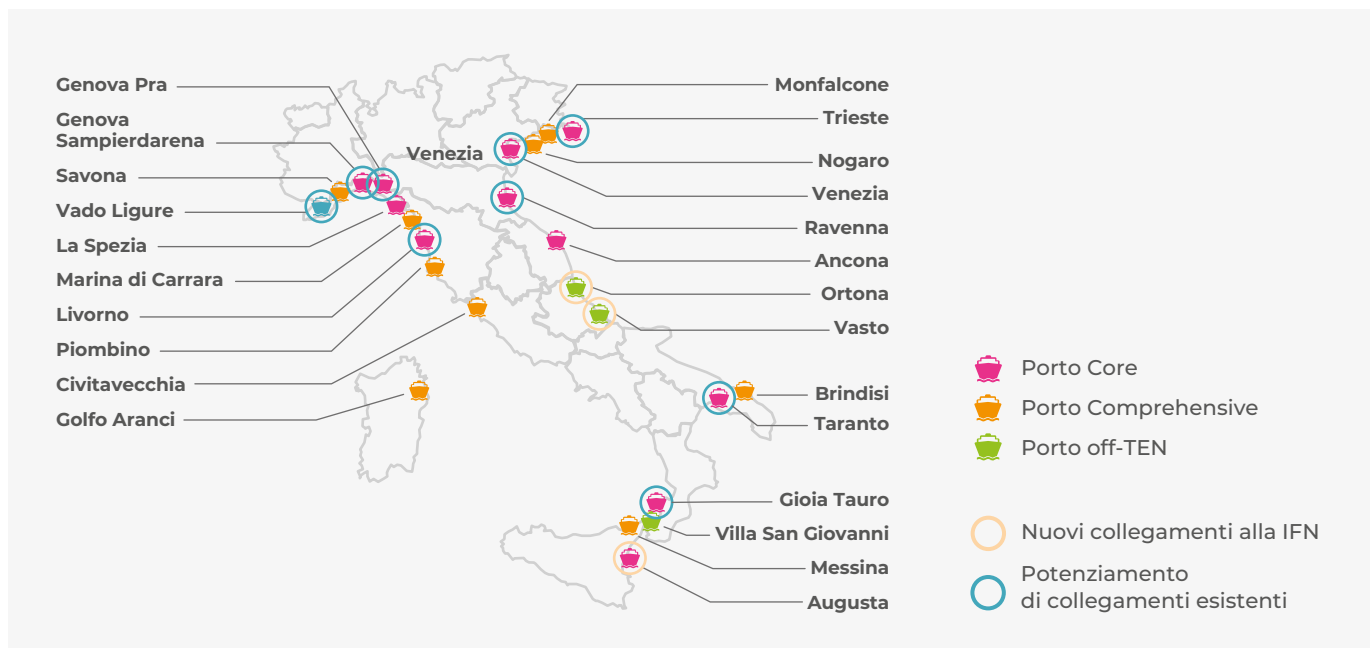 Genova Pra
Genova
Sampierdarena
Savona
Vado Ligure
La Spezia
Marina di Carrara
Livorno
Piombino
Civitavecchia
Golfo Aranci
Venezia
Monfalcone
Trieste
Nogaro
Venezia
Ravenna
Ancona
Ortona
Vasto
Brindisi
Taranto
Gioia Tauro
Villa San Giovanni
Messina
Augusta
Porto Core
Porto Comprehensive
Porto off-TEN
Nuovi collegamenti alla IFN
Potenziamento
di collegamenti esistenti